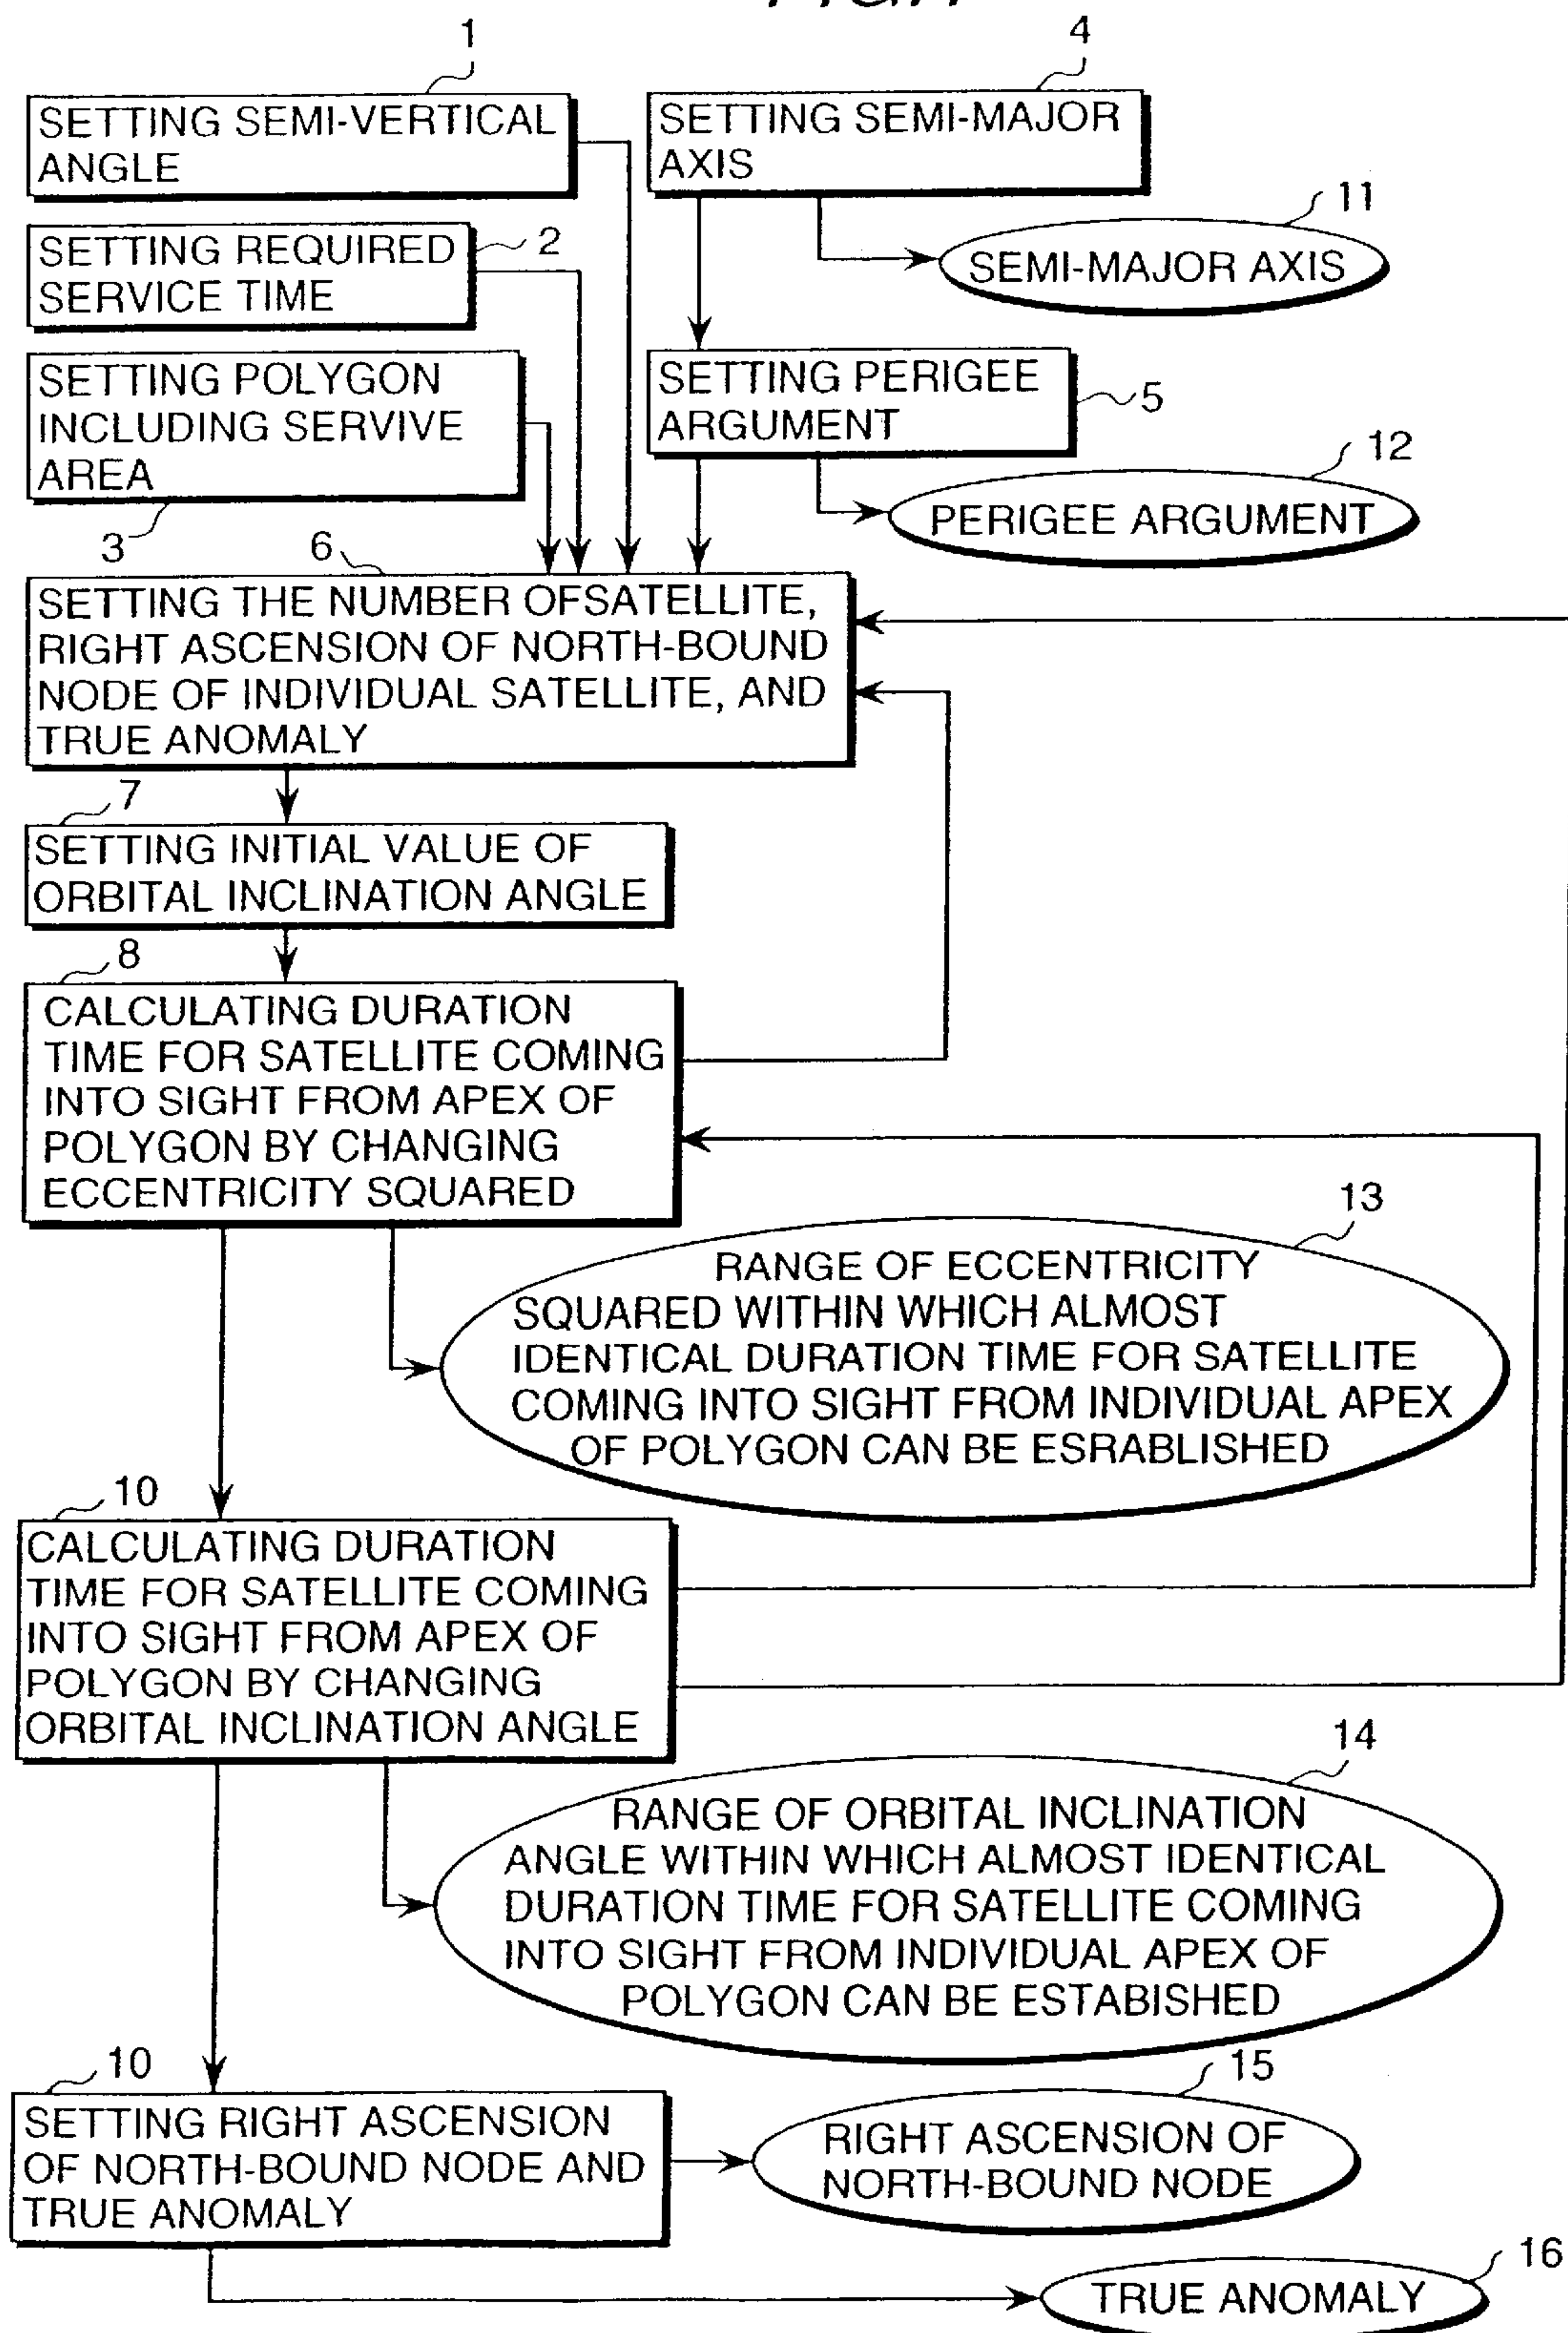 1
4
SETTING SEMI-VERTICAL
ANGLE
SETTING SEMI-MAJOR
AXIS
11
SEMI-MAJOR AXIS
SETTING REQUIRED
SERVICE TIME
2
SETTING POLYGON
INCLUDING SERVIVE
AREA
3
SETTING PERIGEE
ARGUMENT
5
12
PERIGEE ARGUMENT
6
SETTING THE NUMBER OFSATELLITE,
RIGHT ASCENSION OF NORTH-BOUND
NODE OF INDIVIDUAL SATELLITE, AND
TRUE ANOMALY
7
SETTING INITIAL VALUE OF
ORBITAL INCLINATION ANGLE
8
CALCULATING DURATION
TIME FOR SATELLITE COMING
INTO SIGHT FROM APEX OF
POLYGON BY CHANGING
ECCENTRICITY SQUARED
13
RANGE OF ECCENTRICITY
SQUARED WITHIN WHICH ALMOST
IDENTICAL DURATION TIME FOR SATELLITE
COMING INTO SIGHT FROM INDIVIDUAL APEX
OF POLYGON CAN BE ESRABLISHED
10
CALCULATING DURATION
TIME FOR SATELLITE COMING
INTO SIGHT FROM APEX OF
POLYGON BY CHANGING
ORBITAL INCLINATION ANGLE
14
RANGE OF ORBITAL INCLINATION
ANGLE WITHIN WHICH ALMOST IDENTICAL
DURATION TIME FOR SATELLITE COMING
INTO SIGHT FROM INDIVIDUAL APEX OF
POLYGON CAN BE ESTABISHED
10
SETTING RIGHT ASCENSION
OF NORTH-BOUND NODE AND
TRUE ANOMALY
15
RIGHT ASCENSION OF
NORTH-BOUND NODE
16
TRUE ANOMALY